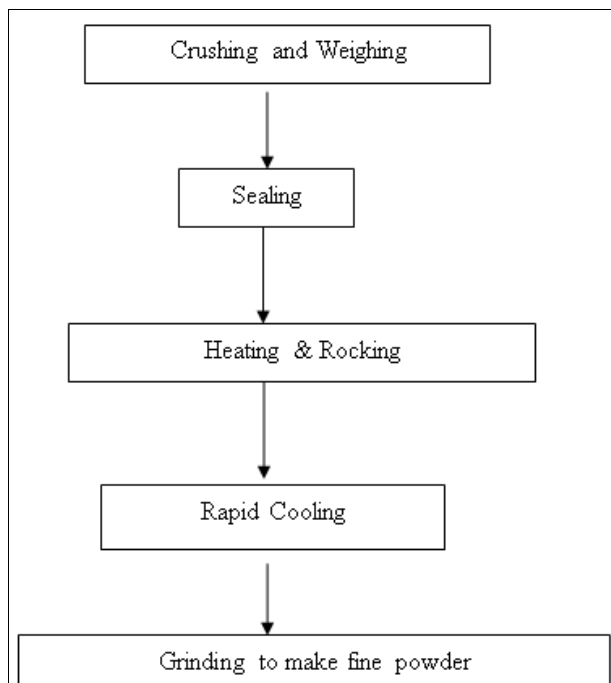 Crushing and Weighing
Sealing
Heating & Rocking
Rapid Cooling
Grinding to make fine powder